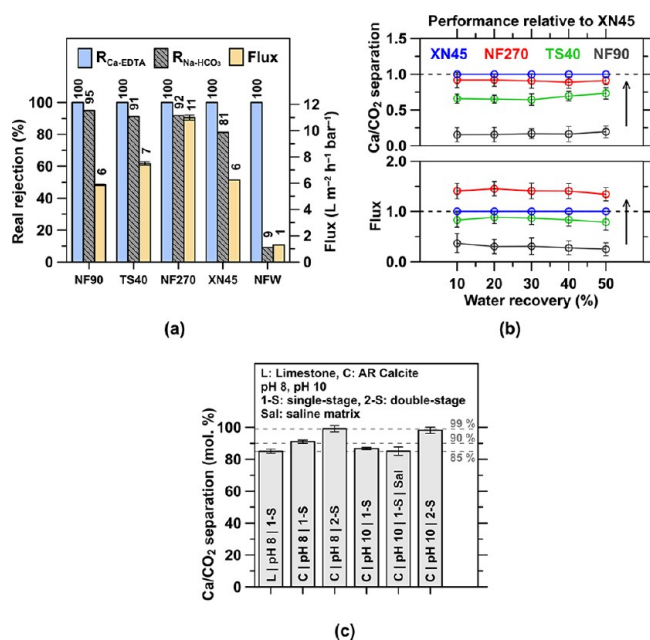 R Ca-EDTA R Na-HCO₃ Flux
100 95 6 100 91 7 100 92 11 100 81 6 100 9 1
Real rejection (%)
100
80
60
40
20
0
12
10
8
6
4
2
0
Flux (L m⁻² h⁻¹ bar⁻¹)
NF90 TS40 NF270 XN45 NFW
(a)
Performance relative to XN45
XN45 NF270 TS40 NF90
Ca/CO₂ separation
1.0
0.5
0.0
Flux
2.0
1.0
0.0
10 20 30 40 50
Water recovery (%)
(b)
L: Limestone, C: AR Calcite
pH 8, pH 10
1-S: single-stage, 2-S: double-stage
Sal: saline matrix
Ca/CO₂ separation (mol. %)
100
80
60
40
20
0
99 %
90 %
85 %
L | pH 8 | 1-S
C | pH 8 | 1-S
C | pH 8 | 2-S
C | pH 10 | 1-S
C | pH 10 | 1-S | Sal
C | pH 10 | 2-S
(c)